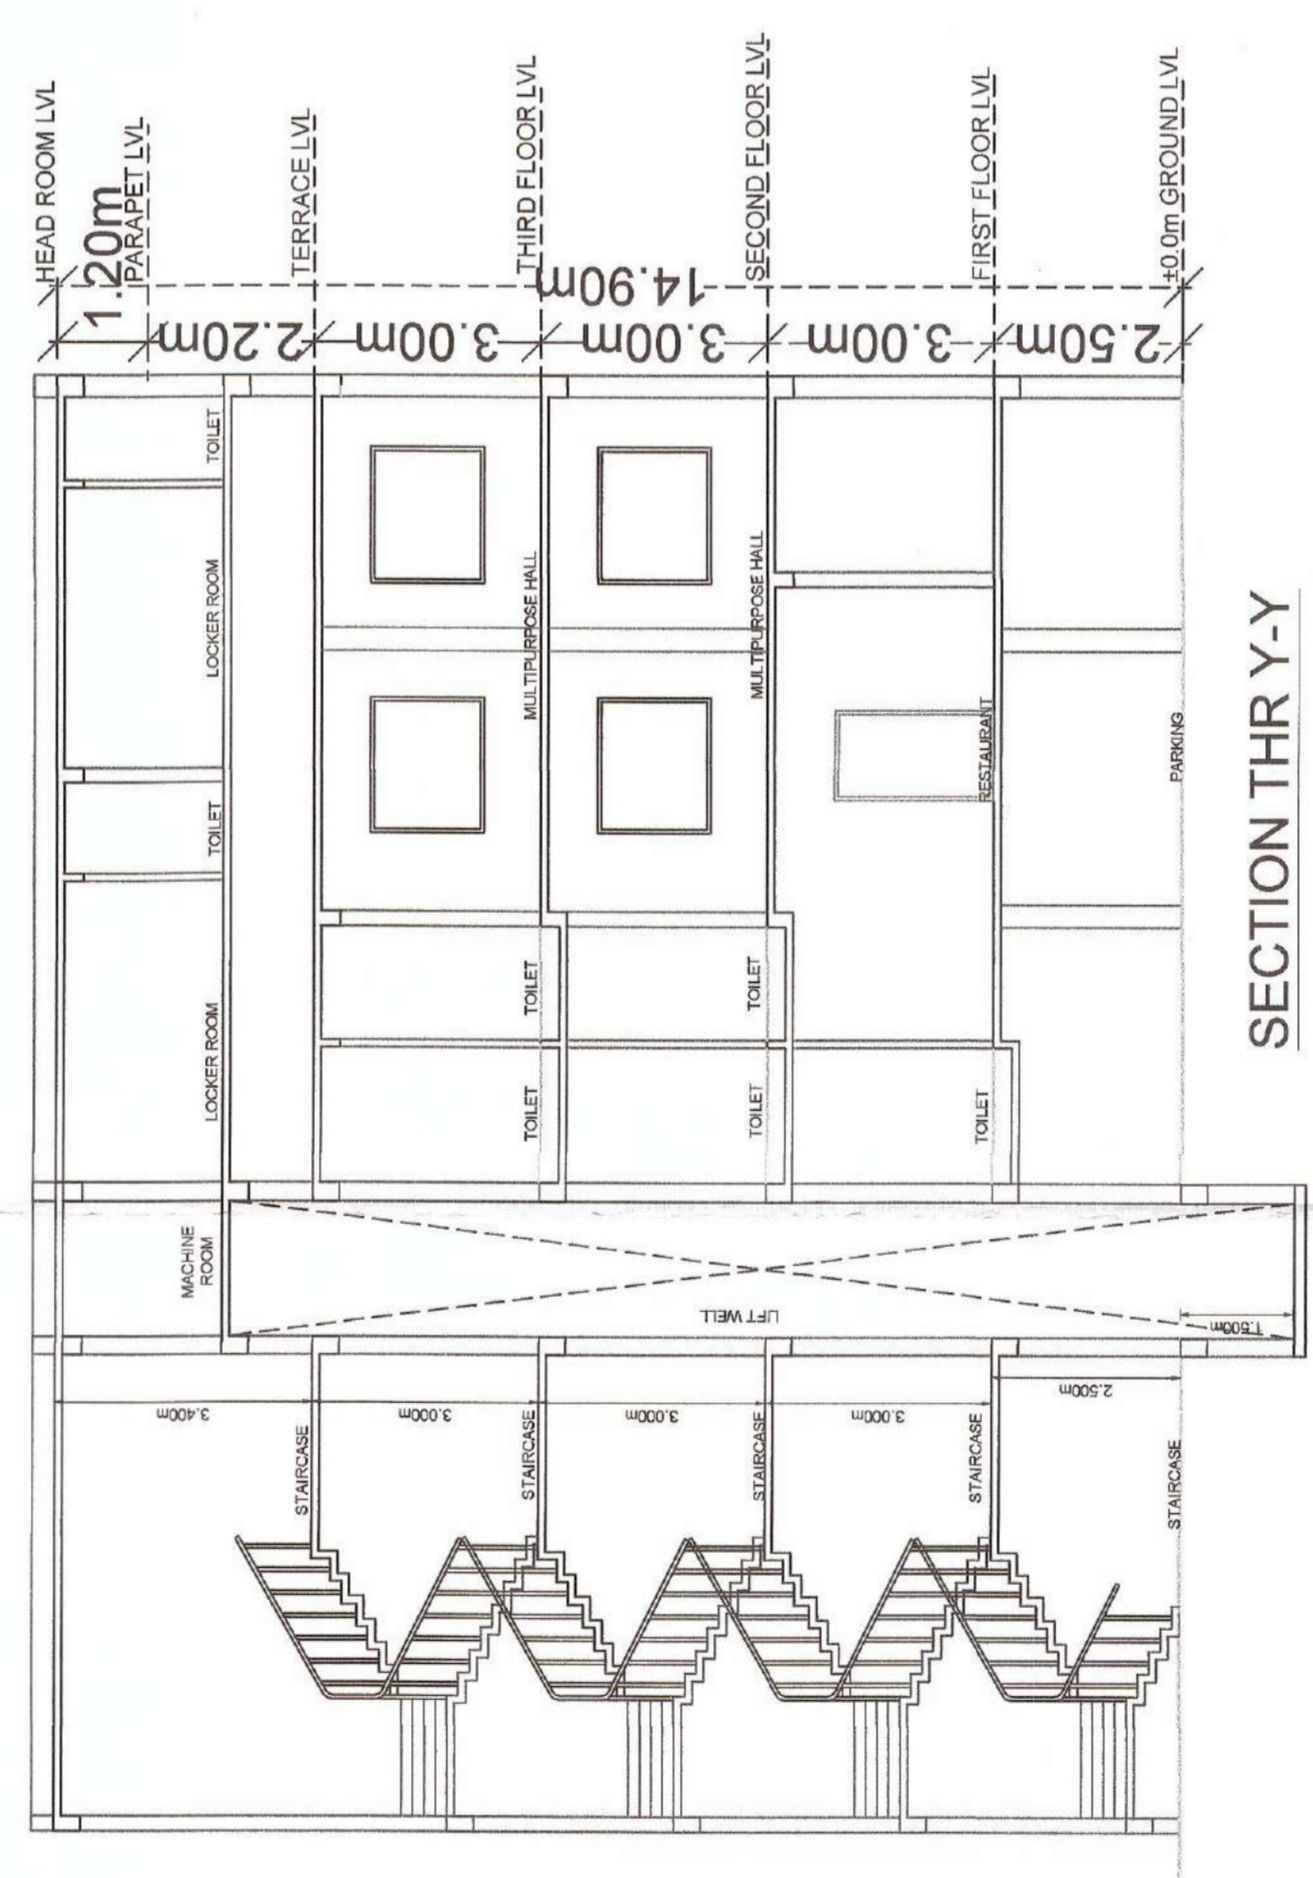 HEAD ROOM LVL
1.20m
PARAPET LVL
2.20m
TERRACE LVL
3.00m
THIRD FLOOR LVL
14.90m
3.00m
SECOND FLOOR LVL
3.00m
FIRST FLOOR LVL
2.50m
±0.0m GROUND LVL
MACHINE
ROOM
LOCKER ROOM
TOILET
LOCKER ROOM
TOILET
3.400m
STAIRCASE
3.000m
STAIRCASE
TOILET
TOILET
MULTIPURPOSE HALL
3.000m
STAIRCASE
LIFT WELL
TOILET
TOILET
MULTIPURPOSE HALL
3.000m
STAIRCASE
TOILET
RESTAURANT
2.500m
STAIRCASE
1.500m
PARKING
SECTION THR Y-Y